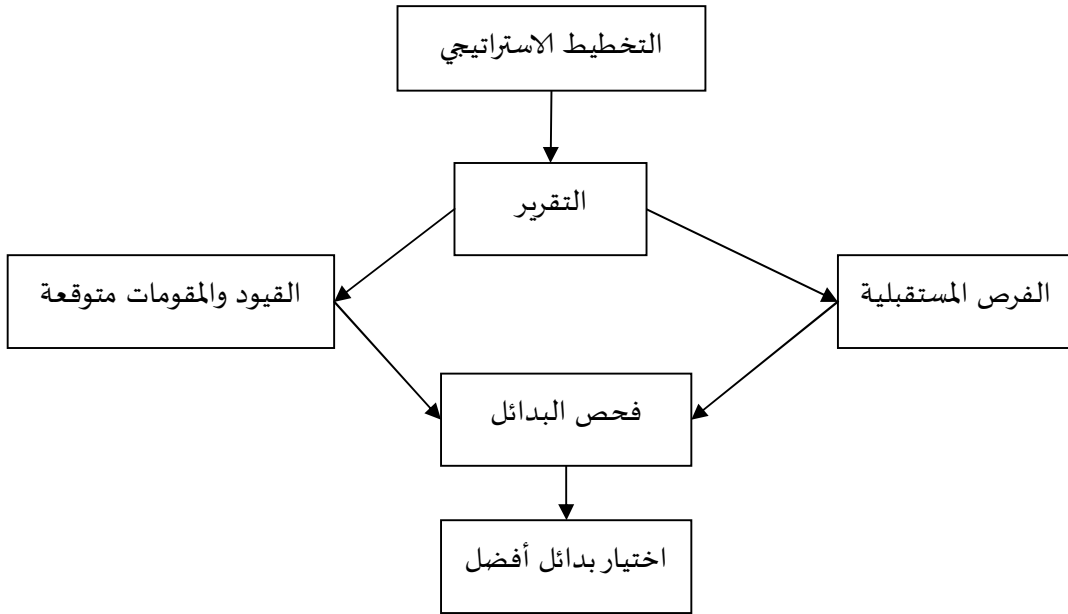 التخطيط الاستراتيجي
التقرير
الفرص المستقبلية
القيود والمقومات متوقعة
فحص البدائل
اختيار بدائل أفضل